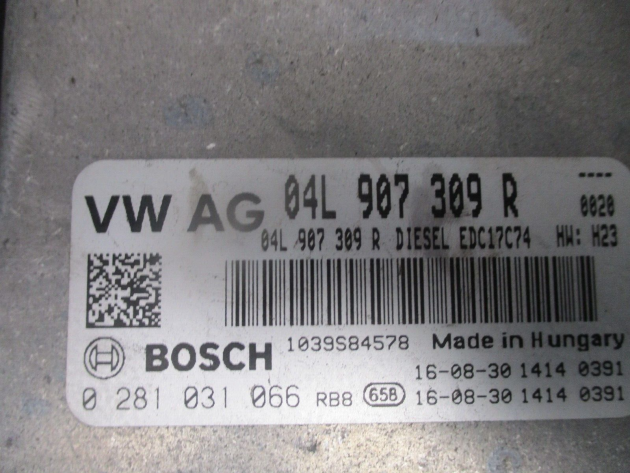 VW AG 04L 907 309 R ----
0020
04L 907 309 R DIESEL EDC17C74 HW: H23
BOSCH 1039S84578 Made in Hungary
16-08-30 1414 0391
0 281 031 066 RB8 65B 16-08-30 1414 0391